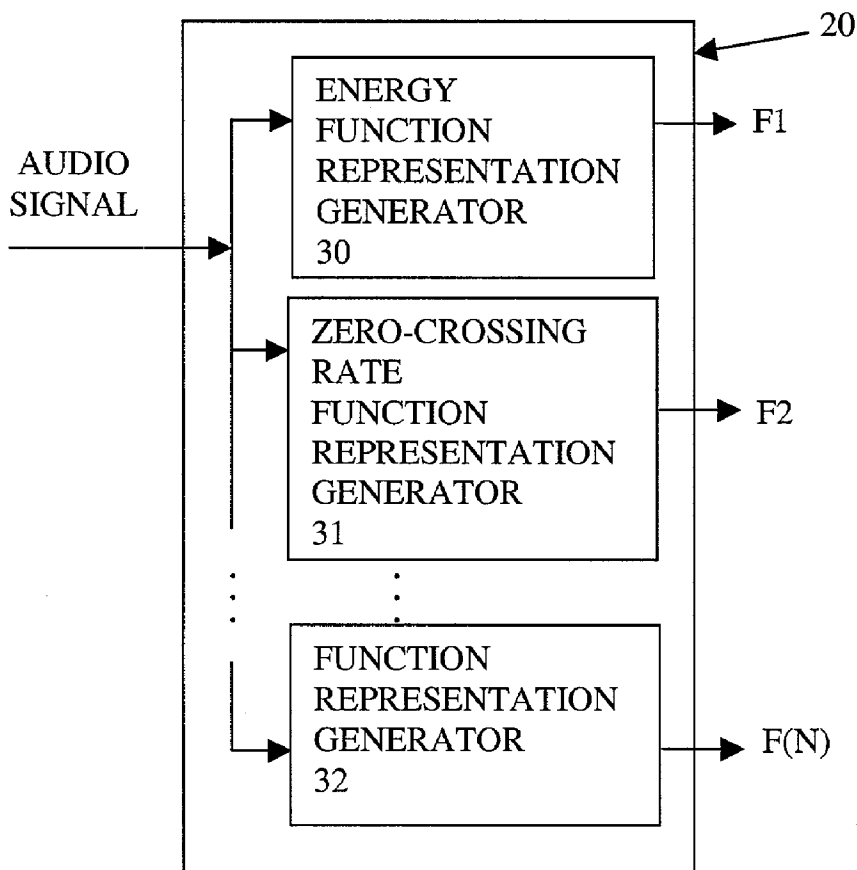 20
ENERGY
FUNCTION
REPRESENTATION
GENERATOR
30
F1
AUDIO
SIGNAL
ZERO-CROSSING
RATE
FUNCTION
REPRESENTATION
GENERATOR
31
F2
FUNCTION
REPRESENTATION
GENERATOR
32
F(N)